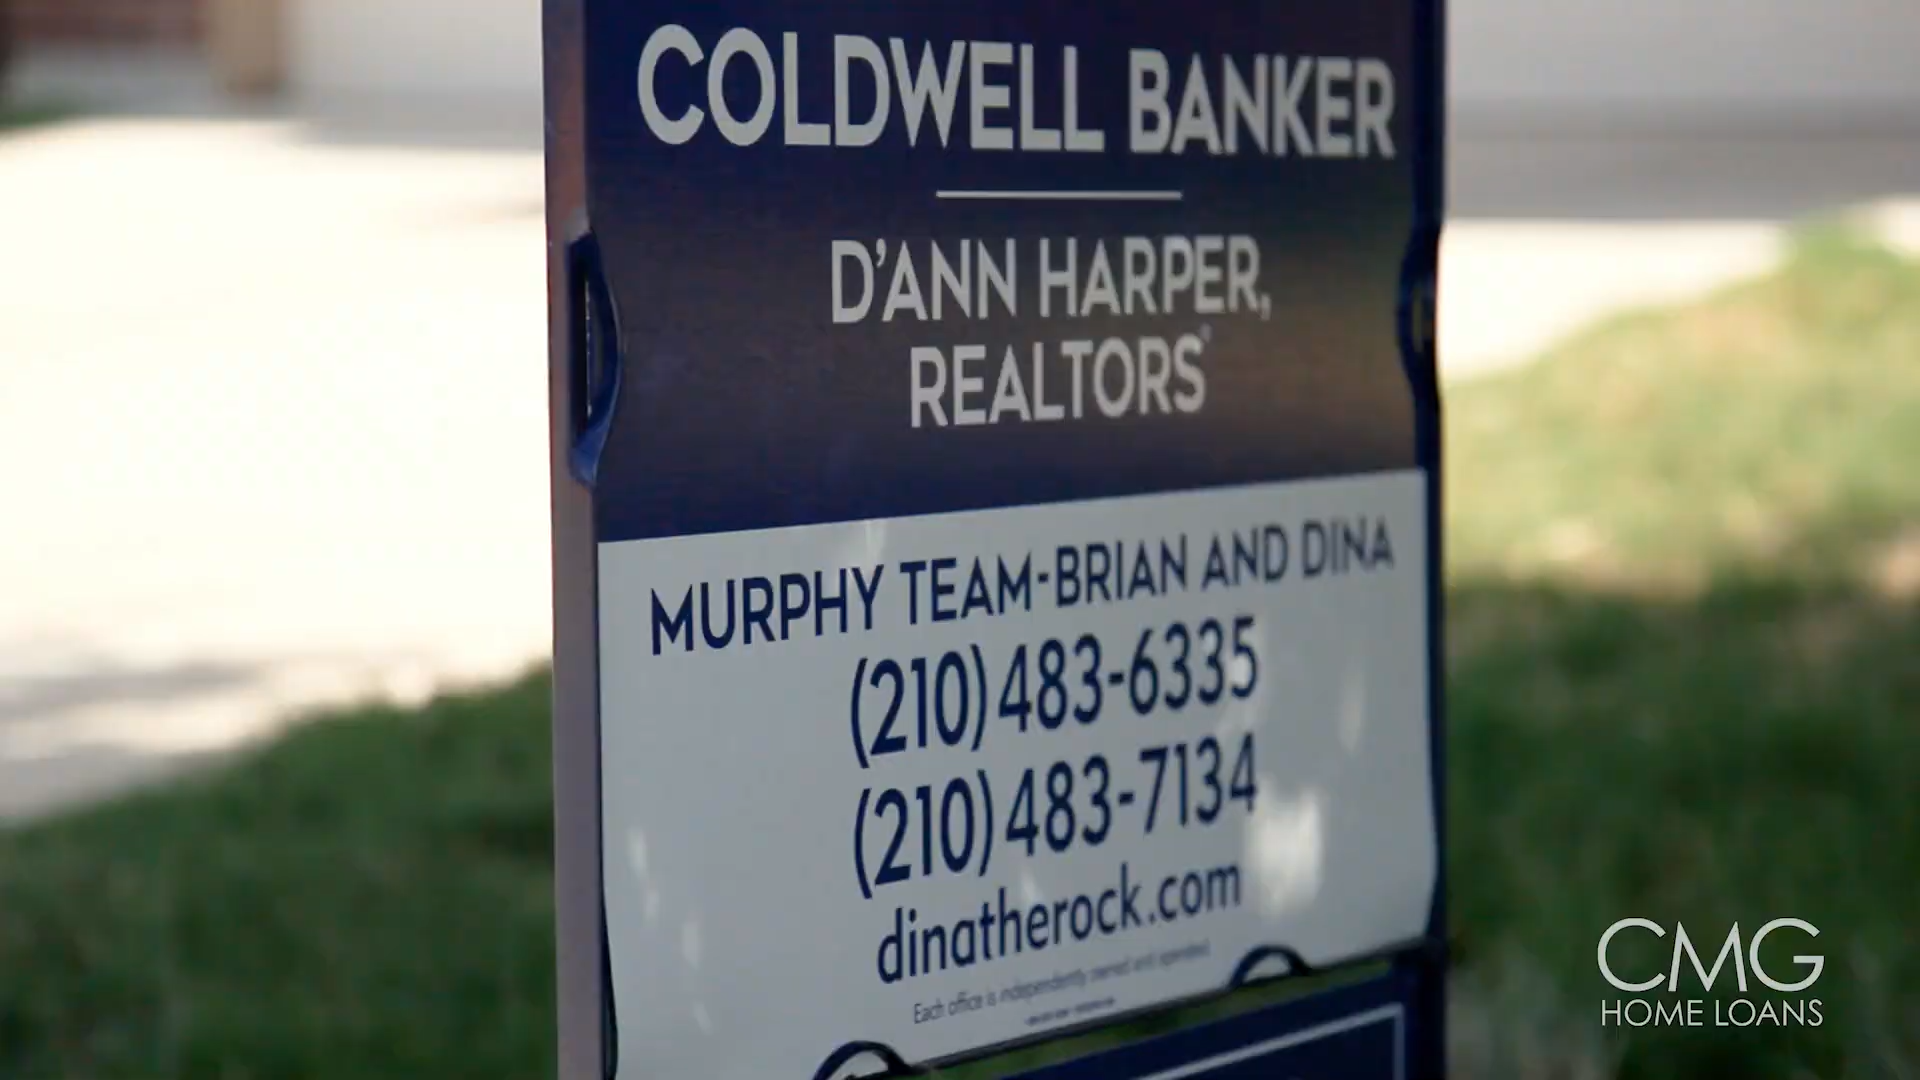 COLDWELL BANKER
D'ANN HARPER,
REALTORS®
MURPHY TEAM-BRIAN AND DINA
(210) 483-6335
(210) 483-7134
dinatherock.com
Each office is independently owned and operated.
CMG
HOME LOANS